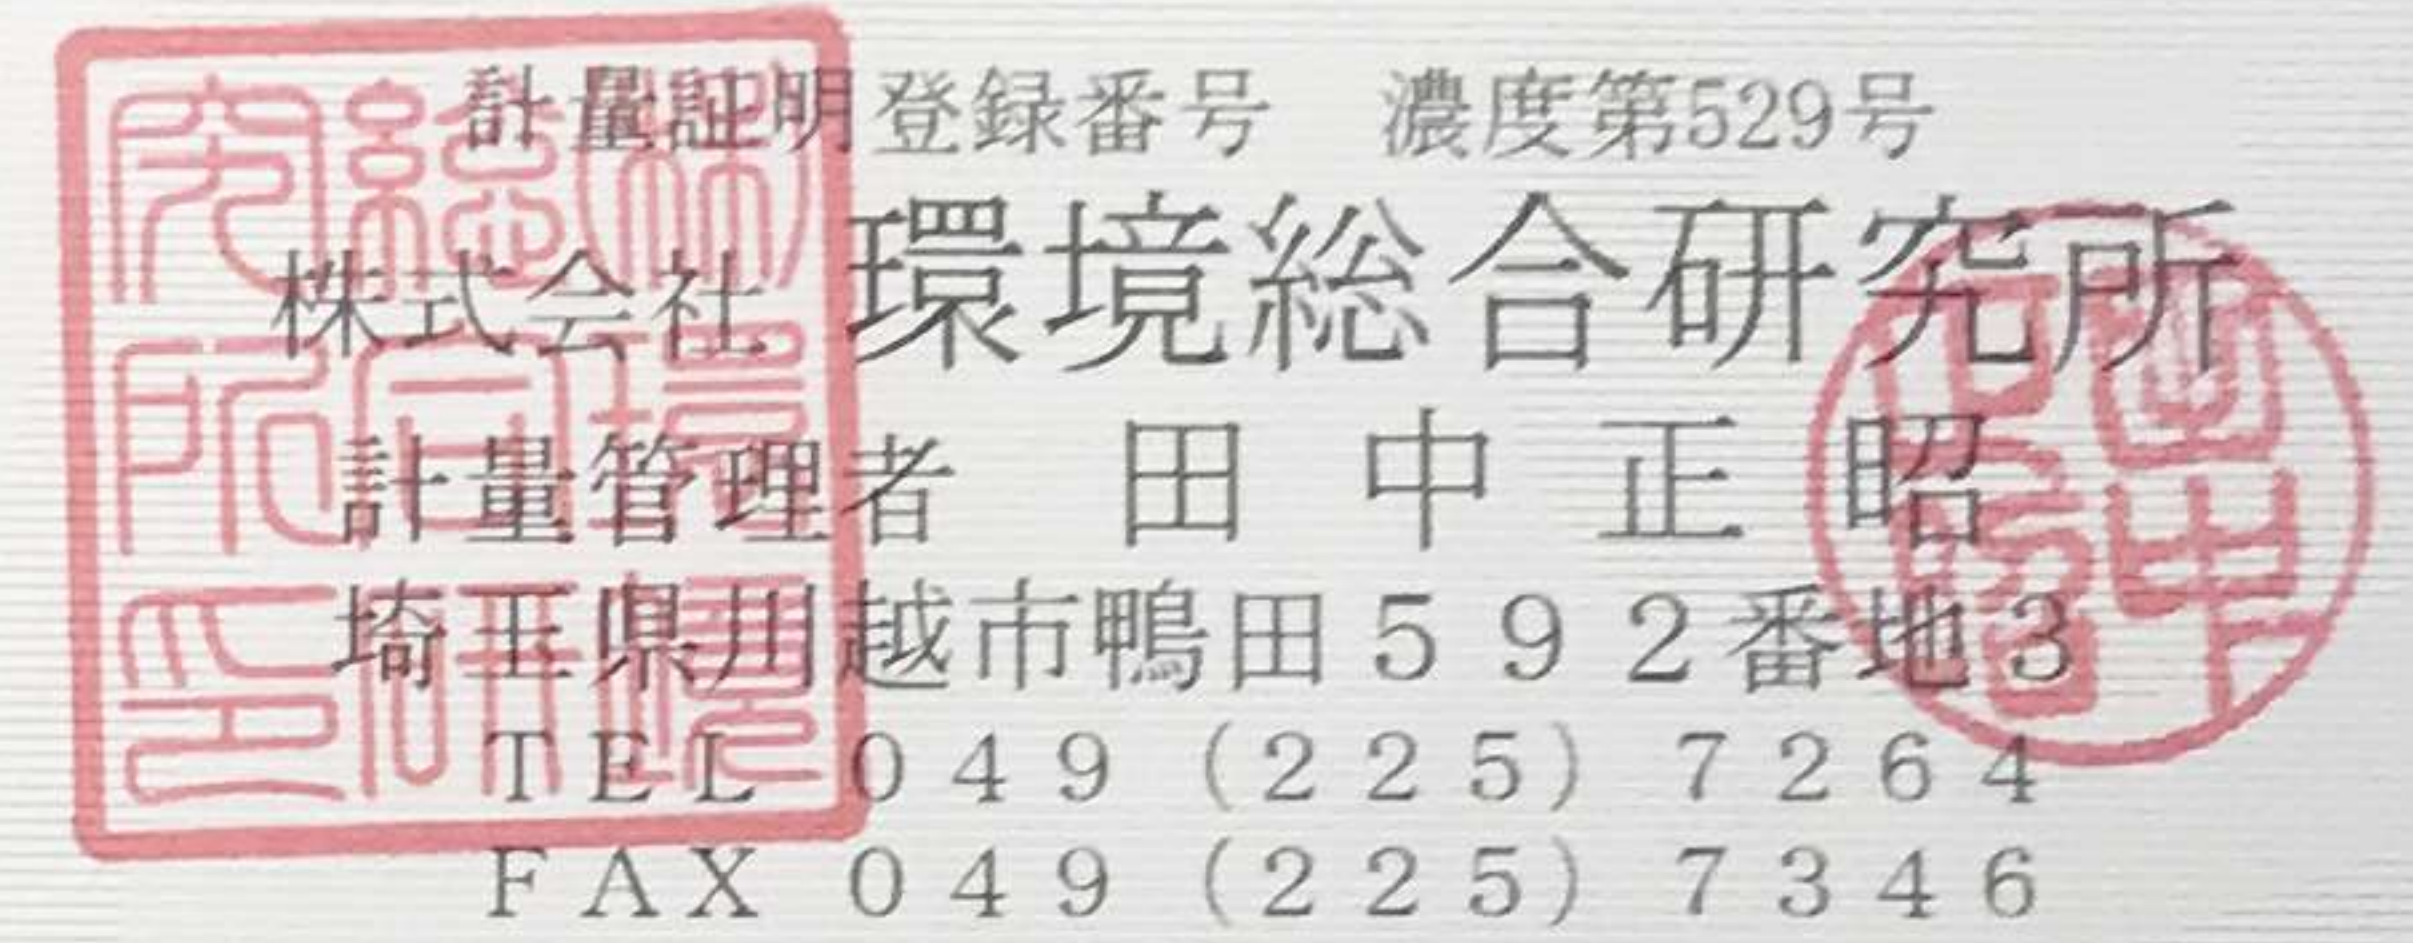 計量証明登録番号　濃度第529号
株式会社 環境総合研究所
計量管理者　田中正昭
埼玉県川越市鴨田５９２番地３
ＴＥＬ ０４９（２２５）７２６４
ＦＡＸ ０４９（２２５）７３４６